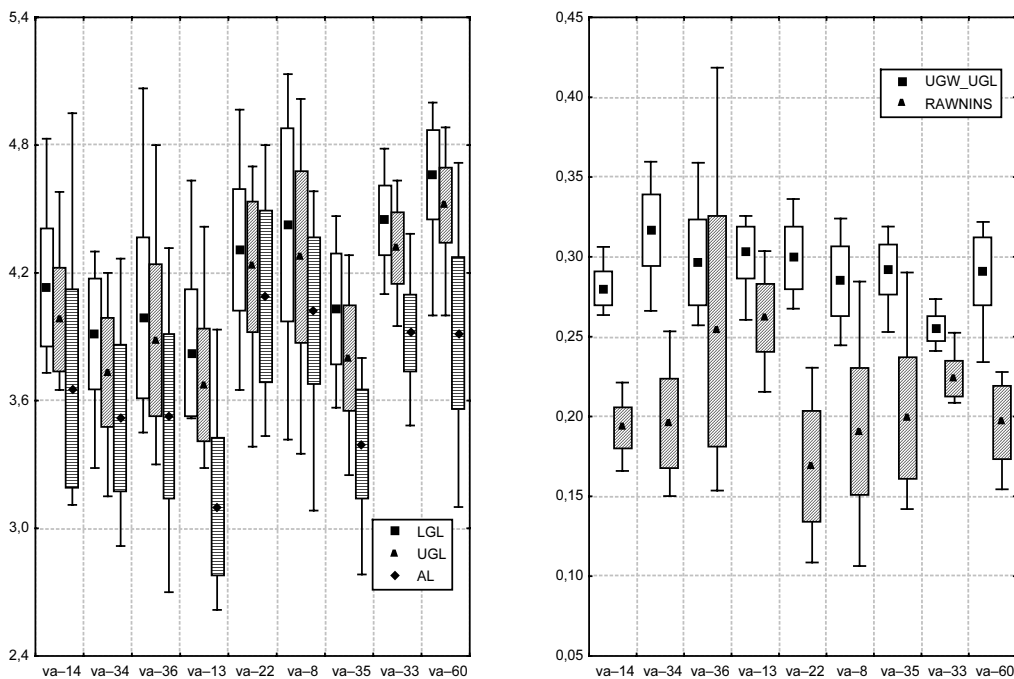 5,4
4,8
4,2
3,6
3,0
2,4
LGL
UGL
AL
va–14 va–34 va–36 va–13 va–22 va–8 va–35 va–33 va–60
0,45
0,40
0,35
0,30
0,25
0,20
0,15
0,10
0,05
UGW_UGL
RAWNINS
va–14 va–34 va–36 va–13 va–22 va–8 va–35 va–33 va–60